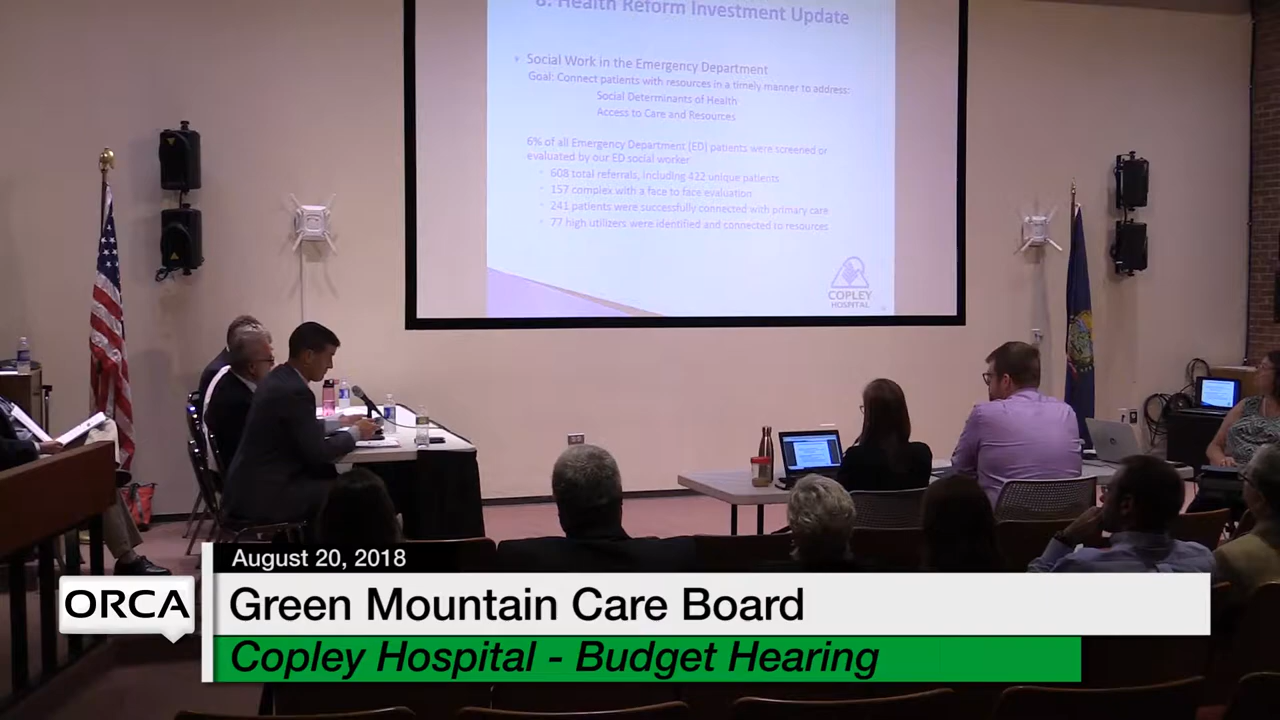 8. Health Reform Investment Update
Social Work in the Emergency Department
Goal: Connect patients with resources in a timely manner to address:
Social Determinants of Health
Access to Care and Resources
6% of all Emergency Department (ED) patients were screened or
evaluated by our ED social worker
608 total referrals, including 422 unique patients
157 complex with a face to face evaluation
241 patients were successfully connected with primary care
77 high utilizers were identified and connected to resources
COPLEY
HOSPITAL
August 20, 2018
ORCA
Green Mountain Care Board
Copley Hospital - Budget Hearing